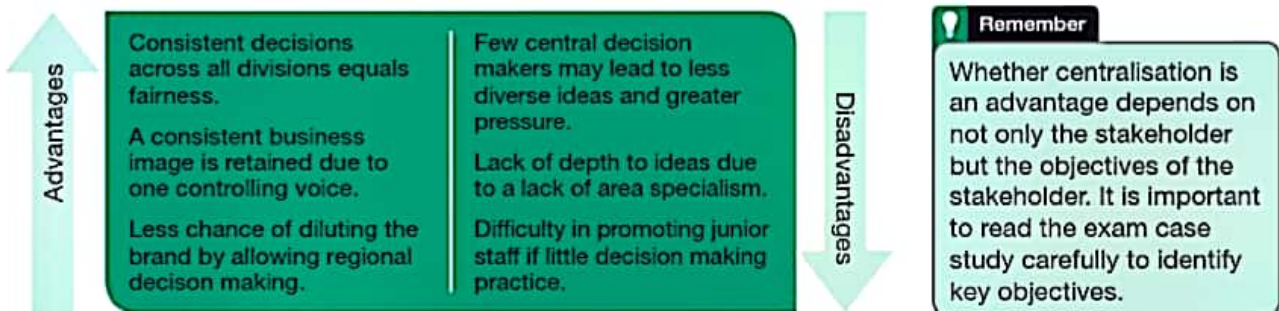 Advantages
Consistent decisions
across all divisions equals
fairness.
A consistent business
image is retained due to
one controlling voice.
Less chance of diluting the
brand by allowing regional
decison making.
Few central decision
makers may lead to less
diverse ideas and greater
pressure.
Lack of depth to ideas due
to a lack of area specialism.
Difficulty in promoting junior
staff if little decision making
practice.
Disadvantages
Remember
Whether centralisation is
an advantage depends on
not only the stakeholder
but the objectives of the
stakeholder. It is important
to read the exam case
study carefully to identify
key objectives.